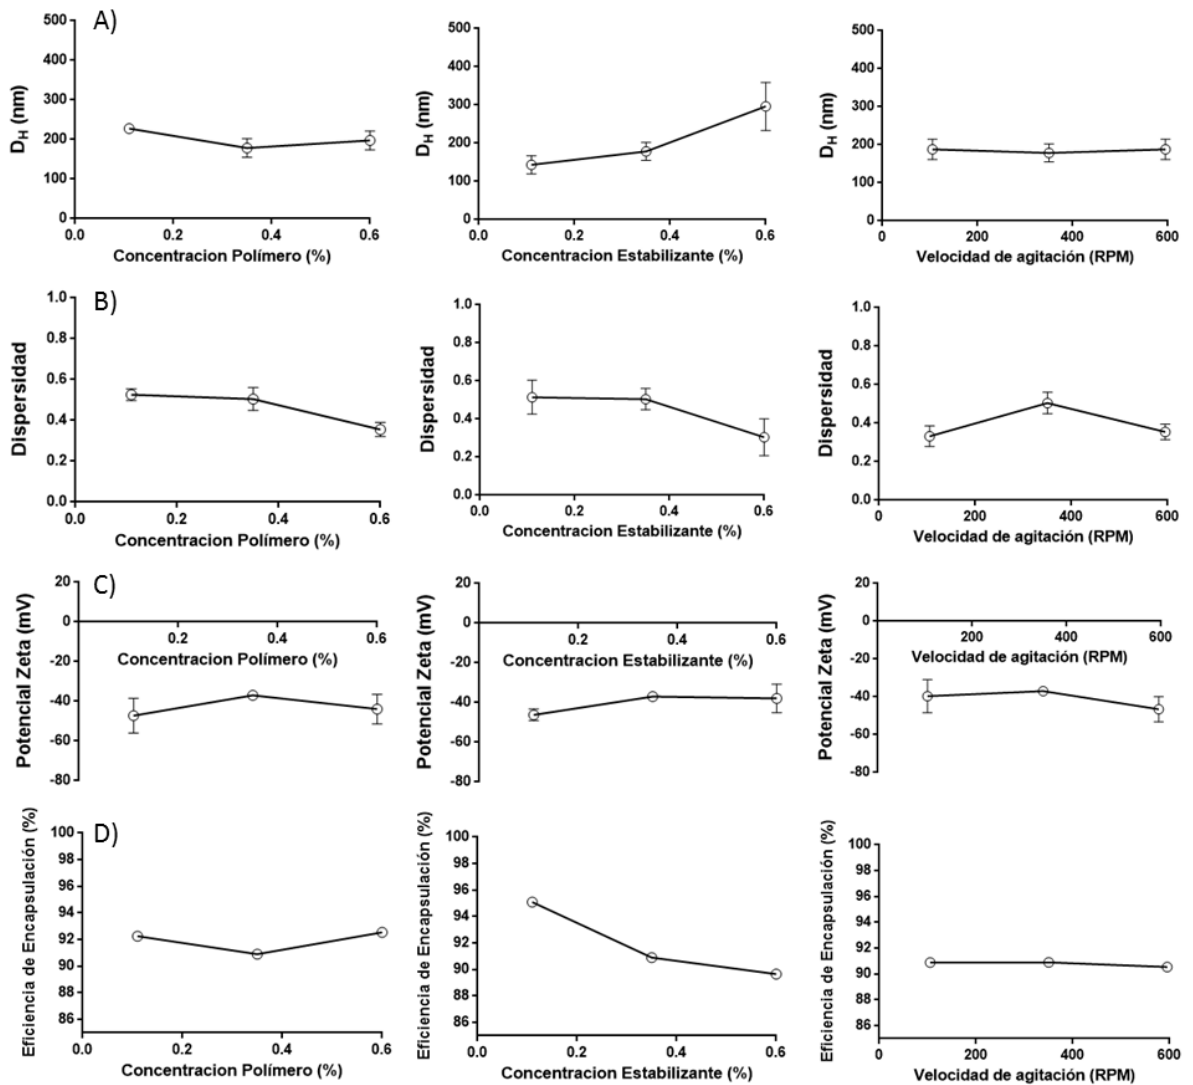 A)
500
400
300
200
100
0
D_H (nm)
0.0 0.2 0.4 0.6
Concentracion Polímero (%)
500
400
300
200
100
0
D_H (nm)
0.0 0.2 0.4 0.6
Concentracion Estabilizante (%)
500
400
300
200
100
0
D_H (nm)
0 200 400 600
Velocidad de agitación (RPM)
B)
1.0
0.8
0.6
0.4
0.2
0.0
Dispersidad
0.0 0.2 0.4 0.6
Concentracion Polímero (%)
1.0
0.8
0.6
0.4
0.2
0.0
Dispersidad
0.0 0.2 0.4 0.6
Concentracion Estabilizante (%)
1.0
0.8
0.6
0.4
0.2
0.0
Dispersidad
0 200 400 600
Velocidad de agitación (RPM)
C)
20
0
-20
-40
-60
-80
Potencial Zeta (mV)
0.2 0.4 0.6
Concentracion Polímero (%)
20
0
-20
-40
-60
-80
Potencial Zeta (mV)
0.2 0.4 0.6
Concentracion Estabilizante (%)
20
0
-20
-40
-60
-80
Potencial Zeta (mV)
200 400 600
Velocidad de agitación (RPM)
D)
100
98
96
94
92
90
88
86
Eficiencia de Encapsulación (%)
0.0 0.2 0.4 0.6
Concentracion Polímero (%)
100
98
96
94
92
90
88
86
Eficiencia de Encapsulación (%)
0.0 0.2 0.4 0.6
Concentracion Estabilizante (%)
100
98
96
94
92
90
88
86
Eficiencia de Encapsulación (%)
0 200 400 600
Velocidad de agitación (RPM)